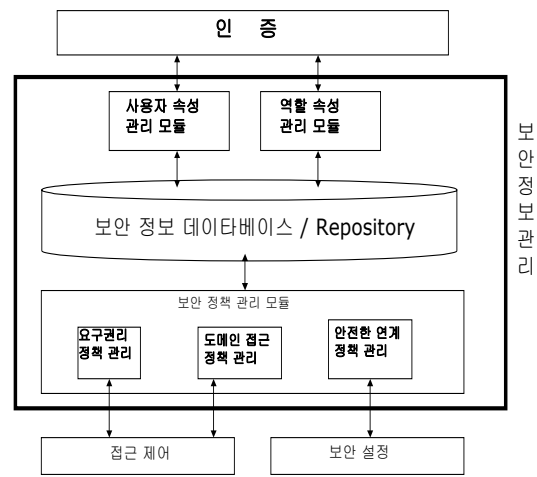 인 증
사용자 속성
관리 모듈
역할 속성
관리 모듈
보안 정보 데이타베이스 / Repository
보안 정책 관리 모듈
요구권리
정책 관리
도메인 접근
정책 관리
안전한 연계
정책 관리
접근 제어
보안 설정
보
안
정
보
관
리